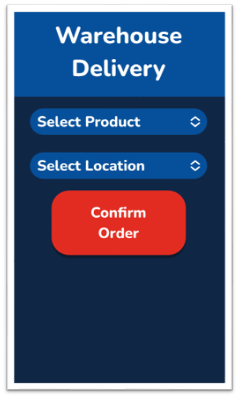 Warehouse
Delivery
Select Product
Select Location
Confirm
Order